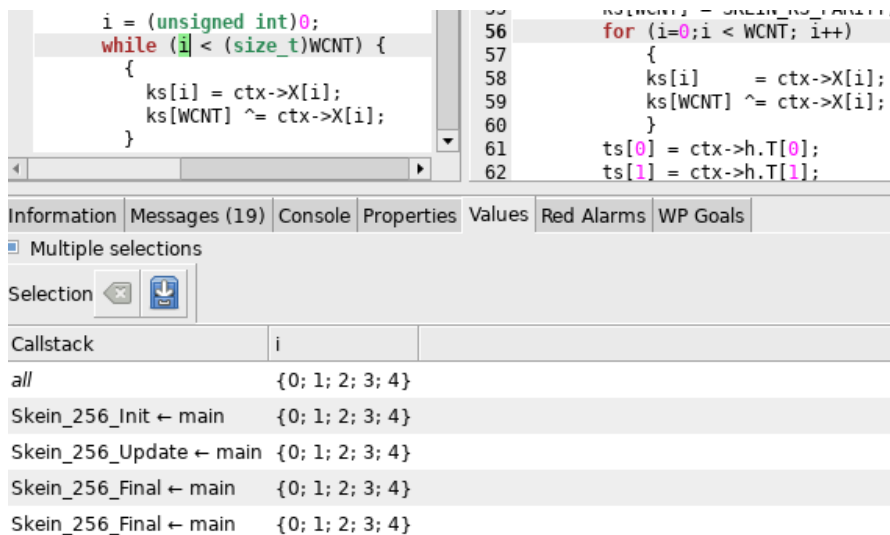 i = (unsigned int)0;
while (i < (size_t)WCNT) {
{
ks[i] = ctx->X[i];
ks[WCNT] ^= ctx->X[i];
}
55 ks[WCNT] = SKEIN_KS_PARITY;
56 for (i=0;i < WCNT; i++)
57 {
58 ks[i] = ctx->X[i];
59 ks[WCNT] ^= ctx->X[i];
60 }
61 ts[0] = ctx->h.T[0];
62 ts[1] = ctx->h.T[1];
Information Messages (19) Console Properties Values Red Alarms WP Goals
Multiple selections
Selection
Callstack i
all {0; 1; 2; 3; 4}
Skein_256_Init ← main {0; 1; 2; 3; 4}
Skein_256_Update ← main {0; 1; 2; 3; 4}
Skein_256_Final ← main {0; 1; 2; 3; 4}
Skein_256_Final ← main {0; 1; 2; 3; 4}